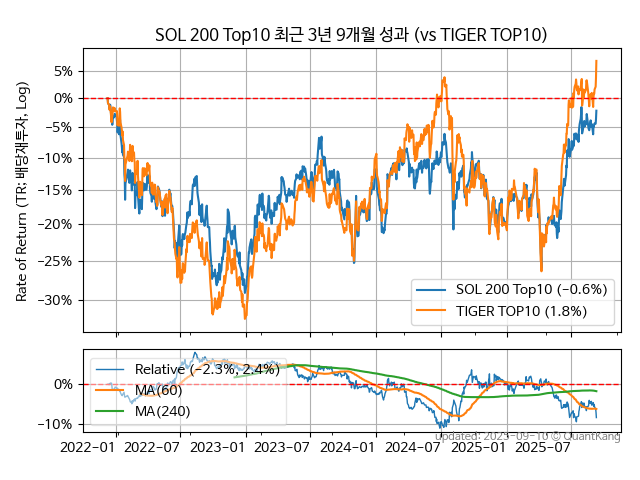 SOL 200 Top10 최근 3년 9개월 성과 (vs TIGER TOP10)
Rate of Return (TR: 배당재투자, Log)
5%
0%
−5%
−10%
−15%
−20%
−25%
−30%
SOL 200 Top10 (−0.6%)
TIGER TOP10 (1.8%)
0%
−10%
Relative (−2.3%, 2.4%)
MA(60)
MA(240)
2022−01 2022−07 2023−01 2023−07 2024−01 2024−07 2025−01 2025−07
updated: 2025−09−10 © QuantKang